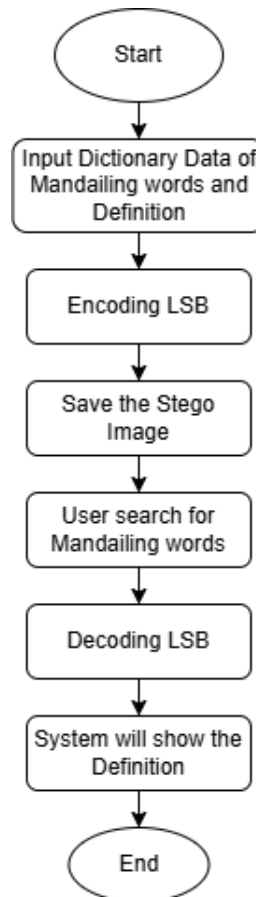 Start
Input Dictionary Data of
Mandailing words and
Definition
Encoding LSB
Save the Stego
Image
User search for
Mandailing words
Decoding LSB
System will show the
Definition
End